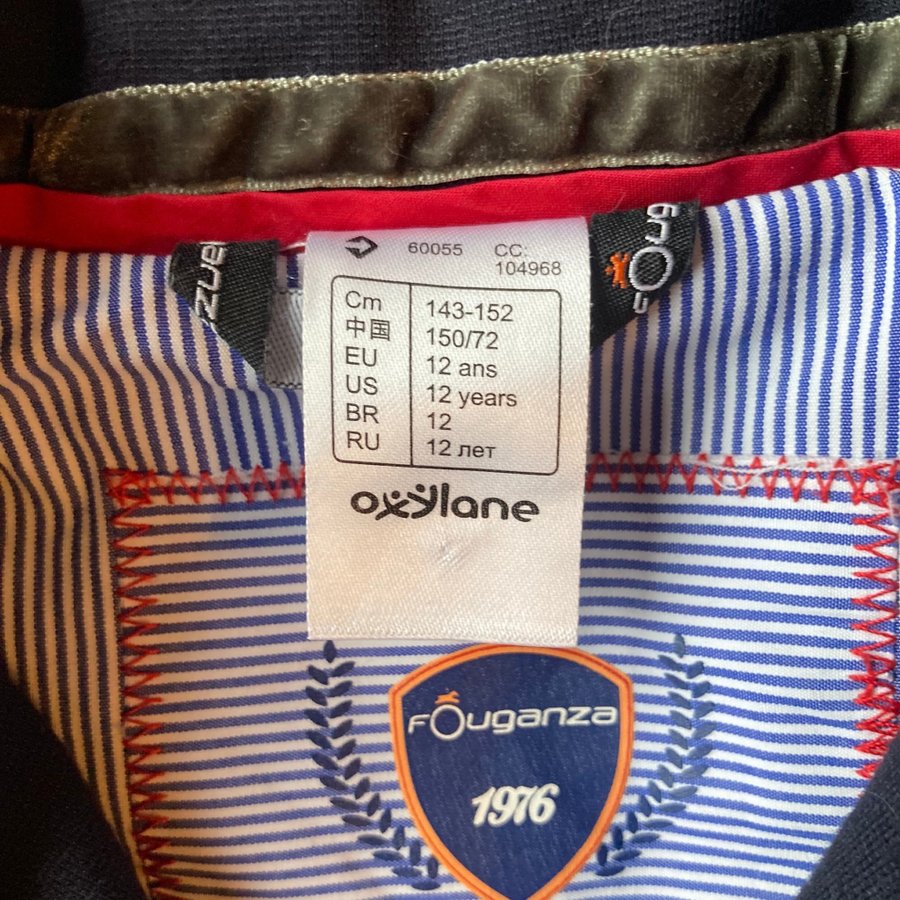 60055 CC:
104968
Cm 143-152
中国 150/72
EU 12 ans
US 12 years
BR 12
RU 12 лет
oxylane
FOuganza
1976